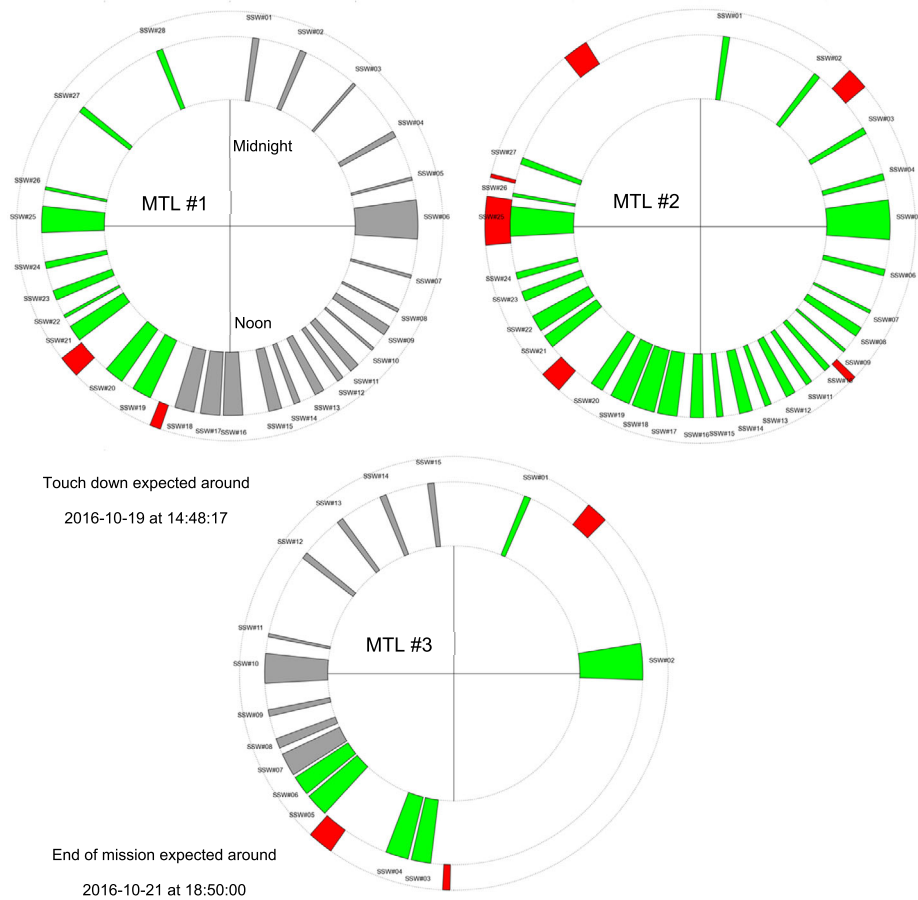 SSW#01
SSW#02
SSW#03
SSW#04
SSW#05
SSW#06
SSW#07
SSW#08
SSW#09
SSW#10
SSW#11
SSW#12
SSW#13
SSW#14
SSW#15
SSW#17SSW#16
SSW#18
SSW#19
SSW#20
SSW#21
SSW#22
SSW#23
SSW#24
SSW#25
SSW#26
SSW#27
SSW#28
Midnight
MTL #1
Noon
SSW#01
SSW#02
SSW#03
SSW#04
SSW#0
SSW#06
SSW#07
SSW#08
SSW#09
SSW#10
SSW#11
SSW#12
SSW#13
SSW#14
SSW#16SSW#15
SSW#17
SSW#18
SSW#19
SSW#20
SSW#21
SSW#22
SSW#23
SSW#24
SSW#25
SSW#26
SSW#27
MTL #2
Touch down expected around
2016-10-19 at 14:48:17
SSW#01
SSW#02
SSW#03
SSW#04
SSW#05
SSW#06
SSW#07
SSW#08
SSW#09
SSW#10
SSW#11
SSW#12
SSW#13
SSW#14
SSW#15
MTL #3
End of mission expected around
2016-10-21 at 18:50:00